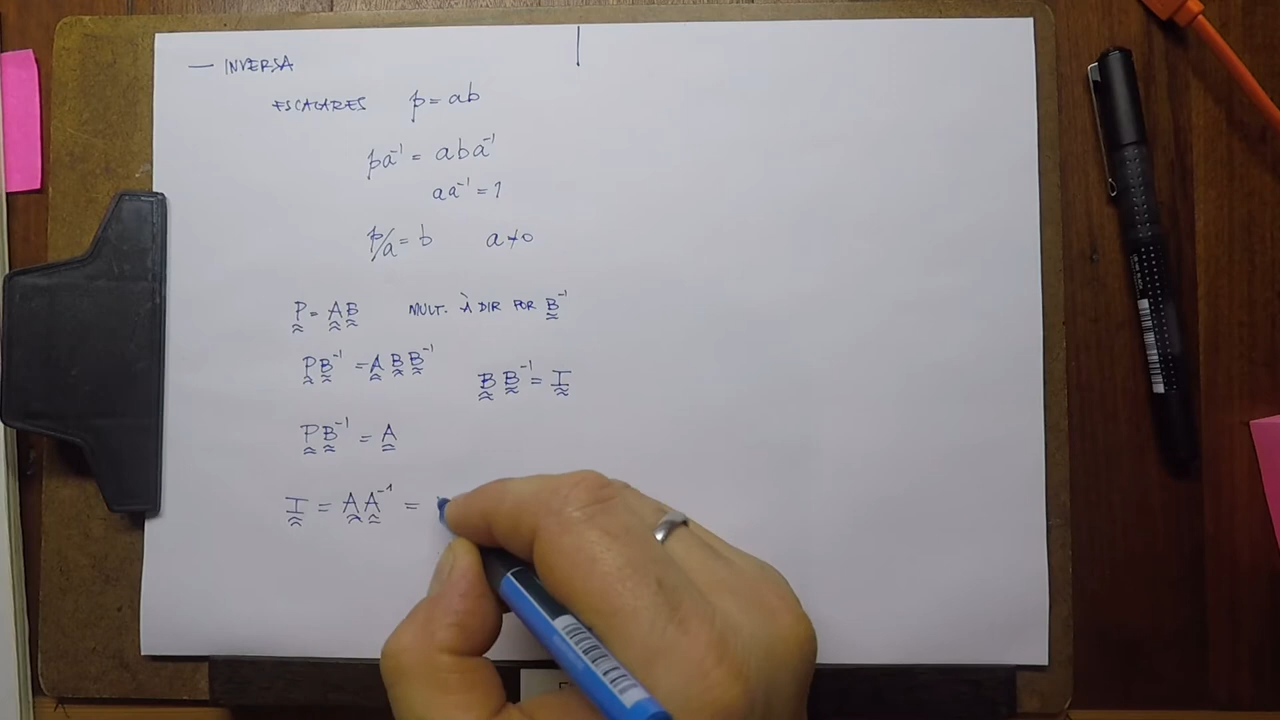 — INVERSA
ESCALARES p = ab
pa⁻¹ = aba⁻¹
aa⁻¹ = 1
p/a = b a ≠ 0
P = AB MULT. À DIR POR B⁻¹
PB⁻¹ = ABB⁻¹
BB⁻¹ = I
PB⁻¹ = A
I = AA⁻¹ =